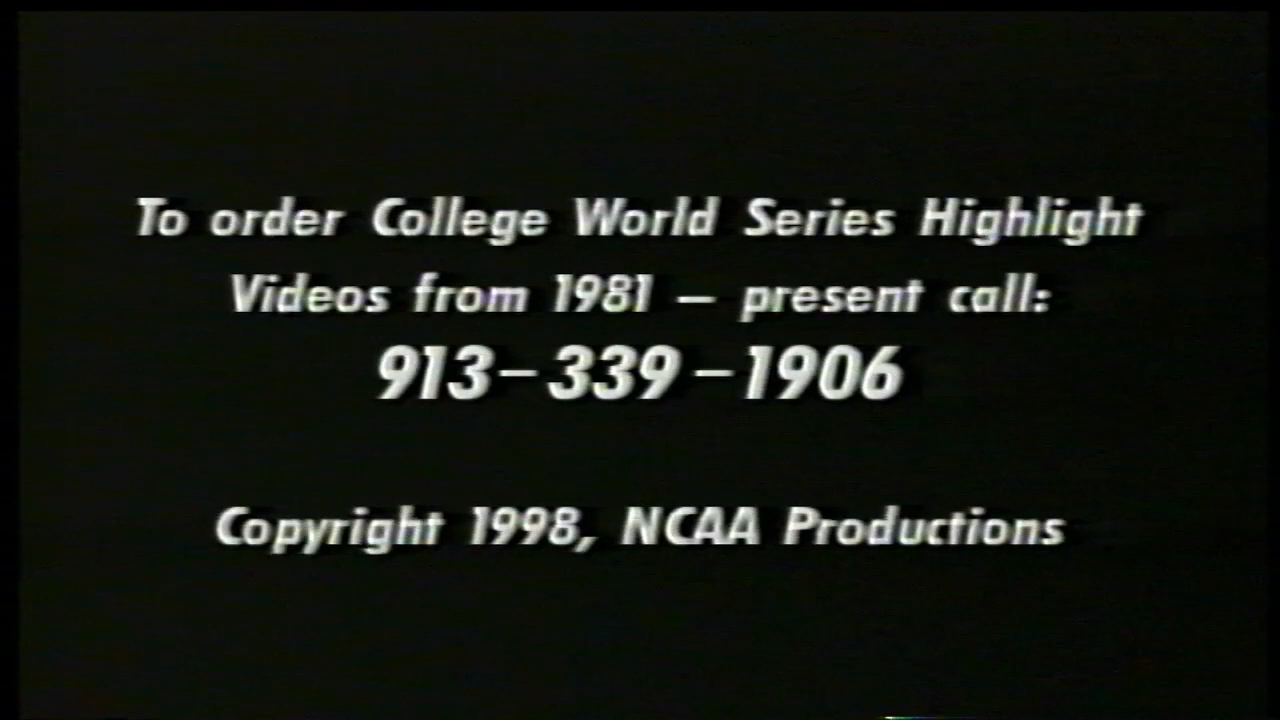 To order College World Series Highlight
Videos from 1981 – present call:
913-339-1906
Copyright 1998, NCAA Productions